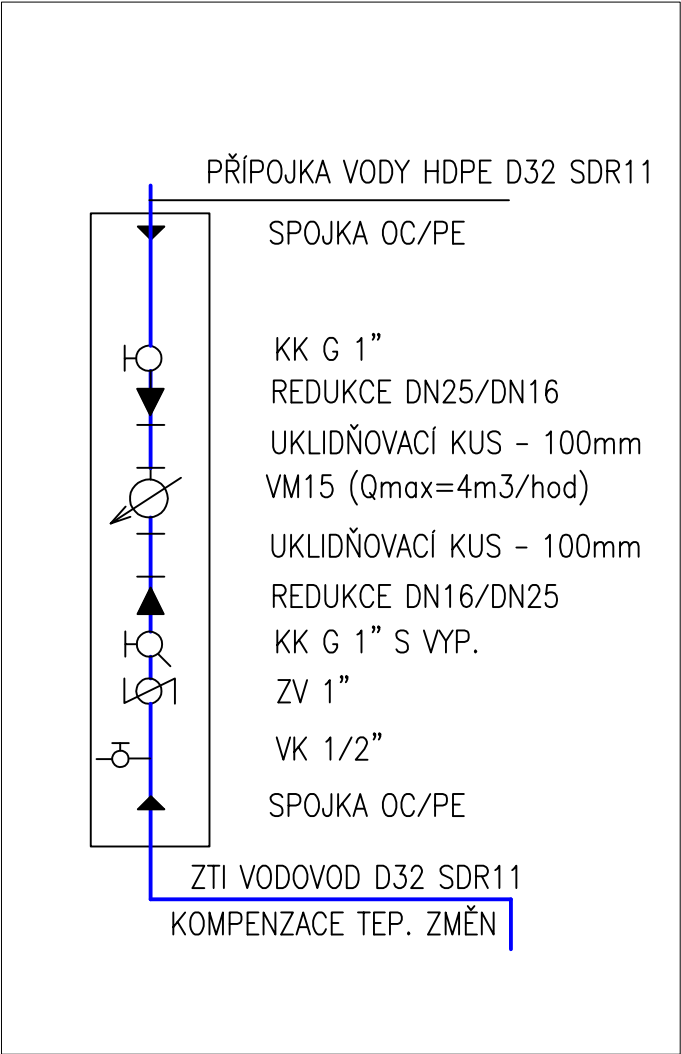 PŘÍPOJKA VODY HDPE D32 SDR11
SPOJKA OC/PE
KK G 1”
REDUKCE DN25/DN16
UKLIDŇOVACÍ KUS - 100mm
VM15 (Qmax=4m3/hod)
UKLIDŇOVACÍ KUS - 100mm
REDUKCE DN16/DN25
KK G 1” S VYP.
ZV 1”
VK 1/2”
SPOJKA OC/PE
ZTI VODOVOD D32 SDR11
KOMPENZACE TEP. ZMĚN